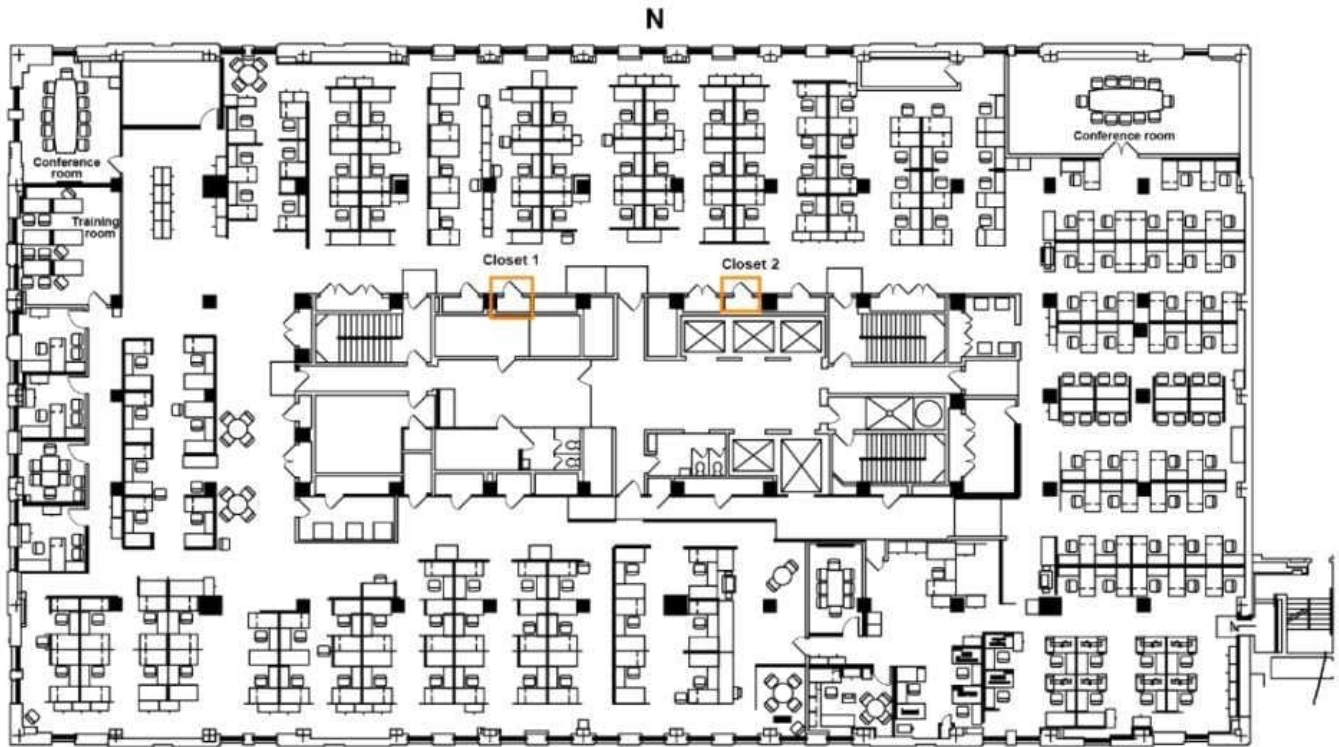 N
Conference
room
Conference room
Training
room
Closet 1
Closet 2